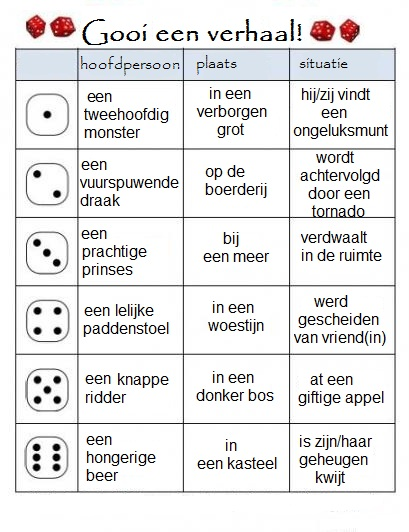 Gooi een verhaal!
hoofdpersoon plaats situatie
een
tweehoofdig
monster
in een
verborgen
grot
hij/zij vindt
een
ongeluksmunt
een
vuurspuwende
draak
op de
boerderij
wordt
achtervolgd
door een
tornado
een
prachtige
prinses
bij
een meer
verdwaalt
in de ruimte
een lelijke
paddenstoel
in een
woestijn
werd
gescheiden
van vriend(in)
een knappe
ridder
in een
donker bos
at een
giftige appel
een
hongerige
beer
in
een kasteel
is zijn/haar
geheugen
kwijt